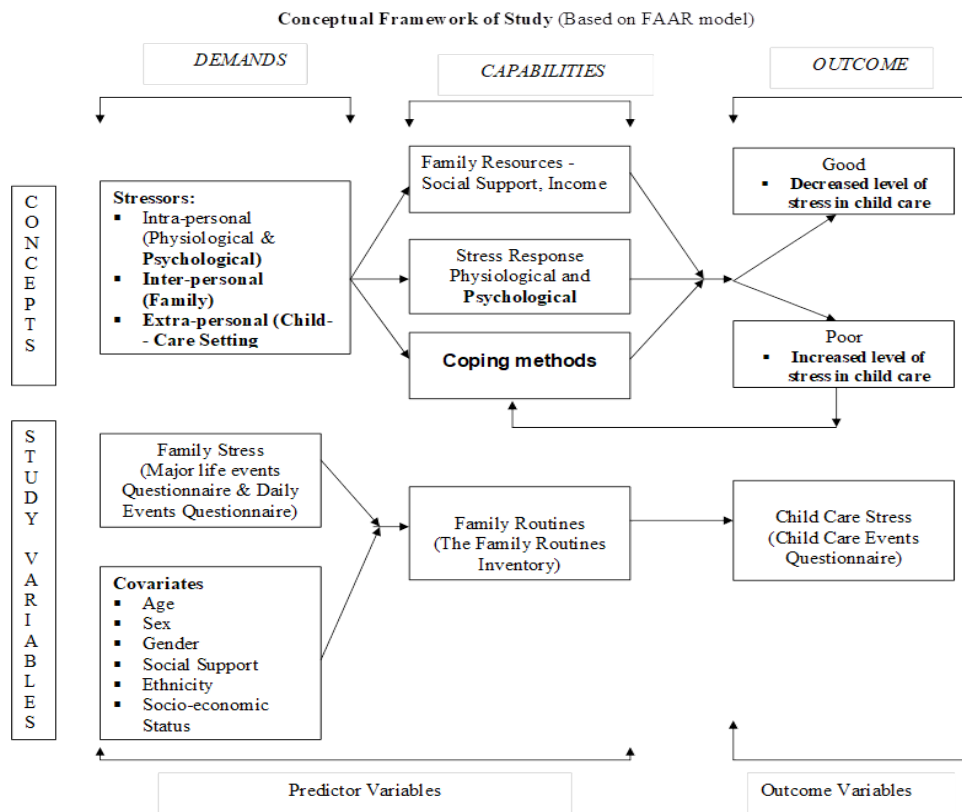 Conceptual Framework of Study (Based on FAAR model)
DEMANDS
CAPABILITIES
OUTCOME
CONCEPTS
Stressors:
▪ Intra-personal
(Physiological &
Psychological)
▪ Inter-personal
(Family)
▪ Extra-personal (Child-
- Care Setting
Family Resources -
Social Support, Income
Stress Response
Physiological and
Psychological
Coping methods
Good
▪ Decreased level of
stress in child care
Poor
▪ Increased level of
stress in child care
STUDY VARIABLES
Family Stress
(Major life events
Questionnaire & Daily
Events Questionnaire)
Covariates
▪ Age
▪ Sex
▪ Gender
▪ Social Support
▪ Ethnicity
▪ Socio-economic
Status
Family Routines
(The Family Routines
Inventory)
Child Care Stress
(Child Care Events
Questionnaire)
Predictor Variables
Outcome Variables